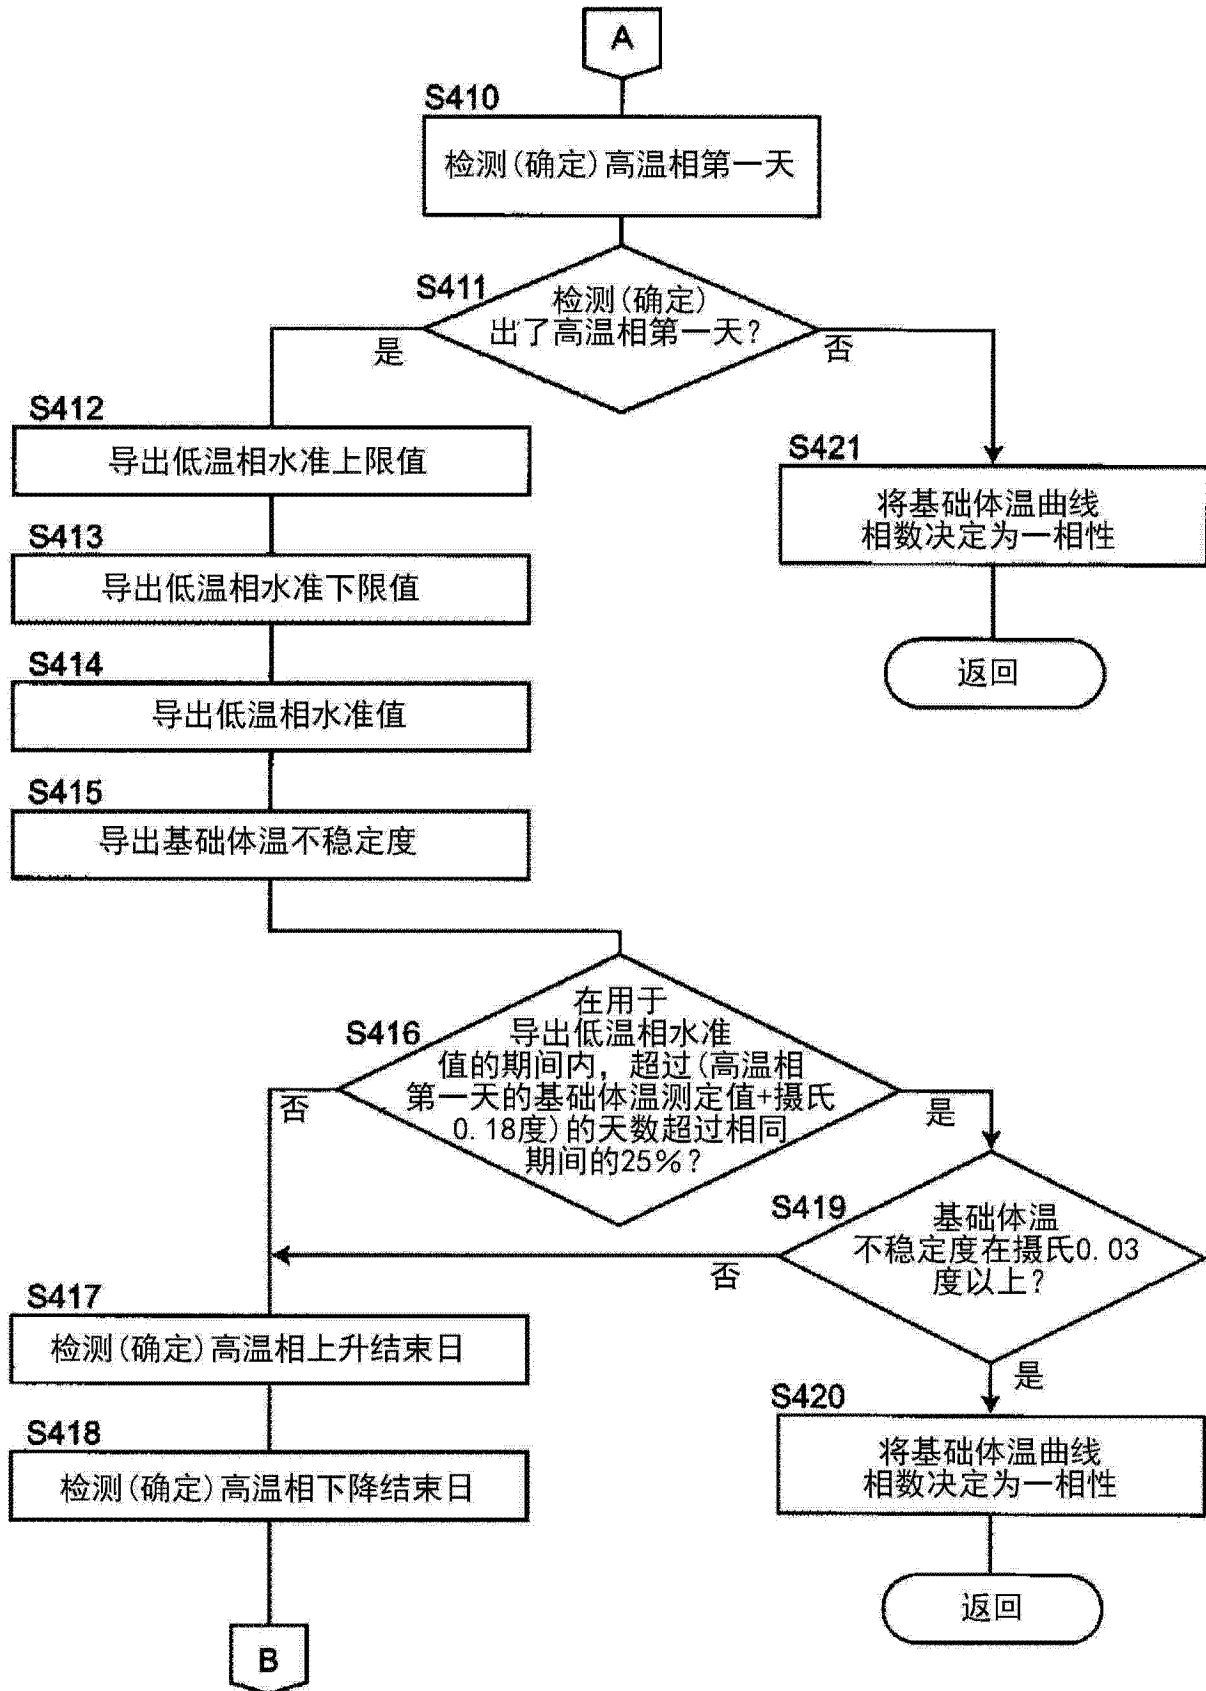 A
S410
检测(确定)高温相第一天
S411
检测(确定)
出了高温相第一天?
是
否
S412
导出低温相水准上限值
S421
将基础体温曲线
相数决定为一相性
S413
导出低温相水准下限值
返回
S414
导出低温相水准值
S415
导出基础体温不稳定度
S416
在用于
导出低温相水准
值的期间内，超过(高温相
第一天的基础体温测定值+摄氏
0.18度)的天数超过相同
期间的25%?
否
是
S419
基础体温
不稳定度在摄氏0.03
度以上?
否
是
S417
检测(确定)高温相上升结束日
S420
将基础体温曲线
相数决定为一相性
S418
检测(确定)高温相下降结束日
返回
B